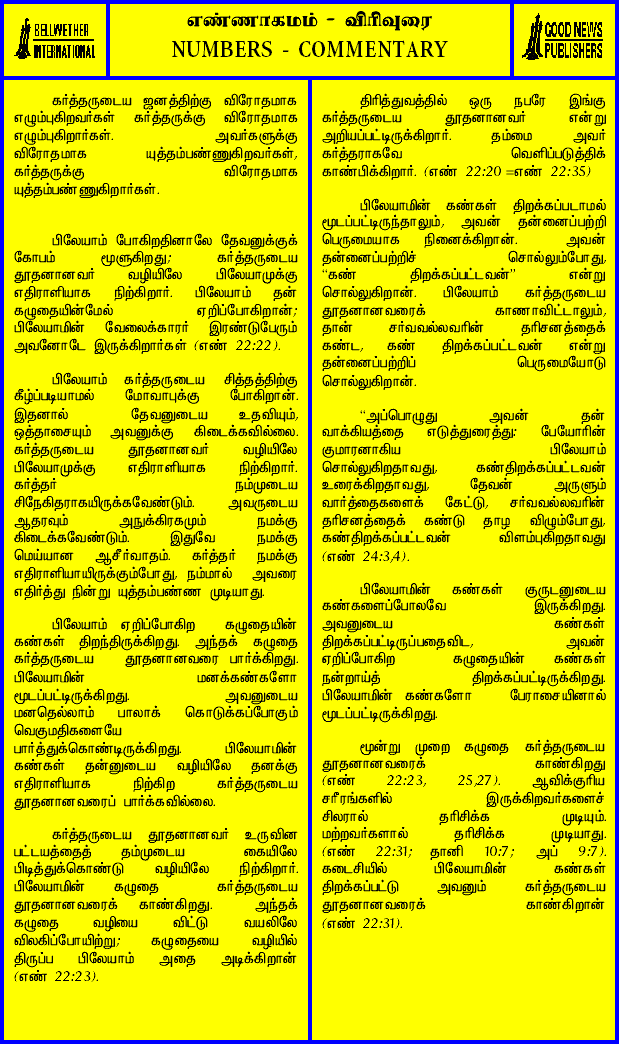 BELLWETHER
INTERNATIONAL
எண்ணாகமம் - விரிவுரை
NUMBERS - COMMENTARY
GOOD NEWS
PUBLISHERS
கர்த்தருடைய ஜனத்திற்கு விரோதமாக
எழும்புகிறவர்கள் கர்த்தருக்கு விரோதமாக
எழும்புகிறார்கள். அவர்களுக்கு
விரோதமாக யுத்தம்பண்ணுகிறவர்கள்,
கர்த்தருக்கு விரோதமாக
யுத்தம்பண்ணுகிறார்கள்.
பிலேயாம் போகிறதினாலே தேவனுக்குக்
கோபம் மூளுகிறது; கர்த்தருடைய
தூதனானவர் வழியிலே பிலேயாமுக்கு
எதிராளியாக நிற்கிறார். பிலேயாம் தன்
கழுதையின்மேல் ஏறிப்போகிறான்;
பிலேயாமின் வேலைக்காரர் இரண்டுபேரும்
அவனோடே இருக்கிறார்கள் (எண் 22:22).
பிலேயாம் கர்த்தருடைய சித்தத்திற்கு
கீழ்ப்படியாமல் மோவாபுக்கு போகிறான்.
இதனால் தேவனுடைய உதவியும்,
ஒத்தாசையும் அவனுக்கு கிடைக்கவில்லை.
கர்த்தருடைய தூதனானவர் வழியிலே
பிலேயாமுக்கு எதிராளியாக நிற்கிறார்.
கர்த்தர் நம்முடைய
சிநேகிதராகயிருக்கவேண்டும். அவருடைய
ஆதரவும் அநுக்கிரகமும் நமக்கு
கிடைக்கவேண்டும். இதுவே நமக்கு
மெய்யான ஆசீர்வாதம். கர்த்தர் நமக்கு
எதிராளியாயிருக்கும்போது, நம்மால் அவரை
எதிர்த்து நின்று யுத்தம்பண்ண முடியாது.
பிலேயாம் ஏறிப்போகிற கழுதையின்
கண்கள் திறந்திருக்கிறது. அந்தக் கழுதை
கர்த்தருடைய தூதனானவரை பார்க்கிறது.
பிலேயாமின் மனக்கண்களோ
மூடப்பட்டிருக்கிறது. அவனுடைய
மனதெல்லாம் பாலாக் கொடுக்கப்போகும்
வெகுமதிகளையே
பார்த்துக்கொண்டிருக்கிறது. பிலேயாமின்
கண்கள் தன்னுடைய வழியிலே தனக்கு
எதிராளியாக நிற்கிற கர்த்தருடைய
தூதனானவரைப் பார்க்கவில்லை.
கர்த்தருடைய தூதனானவர் உருவின
பட்டயத்தைத் தம்முடைய கையிலே
பிடித்துக்கொண்டு வழியிலே நிற்கிறார்.
பிலேயாமின் கழுதை கர்த்தருடைய
தூதனானவரைக் காண்கிறது. அந்தக்
கழுதை வழியை விட்டு வயலிலே
விலகிப்போயிற்று; கழுதையை வழியில்
திருப்ப பிலேயாம் அதை அடிக்கிறான்
(எண் 22:23).
திரித்துவத்தில் ஒரு நபரே இங்கு
கர்த்தருடைய தூதனானவர் என்று
அறியப்பட்டிருக்கிறார். தம்மை அவர்
கர்த்தராகவே வெளிப்படுத்திக்
காண்பிக்கிறார். (எண் 22:20 =எண் 22:35)
பிலேயாமின் கண்கள் திறக்கப்படாமல்
மூடப்பட்டிருந்தாலும், அவன் தன்னைப்பற்றி
பெருமையாக நினைக்கிறான். அவன்
தன்னைப்பற்றிச் சொல்லும்போது,
“கண் திறக்கப்பட்டவன்” என்று
சொல்லுகிறான். பிலேயாம் கர்த்தருடைய
தூதனானவரைக் காணாவிட்டாலும்,
தான் சர்வவல்லவரின் தரிசனத்தைக்
கண்ட, கண் திறக்கப்பட்டவன் என்று
தன்னைப்பற்றிப் பெருமையோடு
சொல்லுகிறான்.
“அப்பொழுது அவன் தன்
வாக்கியத்தை எடுத்துரைத்து: பேயோரின்
குமாரனாகிய பிலேயாம்
சொல்லுகிறதாவது, கண்திறக்கப்பட்டவன்
உரைக்கிறதாவது, தேவன் அருளும்
வார்த்தைகளைக் கேட்டு, சர்வவல்லவரின்
தரிசனத்தைக் கண்டு தாழ விழும்போது,
கண்திறக்கப்பட்டவன் விளம்புகிறதாவது
(எண் 24:3,4).
பிலேயாமின் கண்கள் குருடனுடைய
கண்களைப்போலவே இருக்கிறது.
அவனுடைய கண்கள்
திறக்கப்பட்டிருப்பதைவிட, அவன்
ஏறிப்போகிற கழுதையின் கண்கள்
நன்றாய்த் திறக்கப்பட்டிருக்கிறது.
பிலேயாமின் கண்களோ பேராசையினால்
மூடப்பட்டிருக்கிறது.
மூன்று முறை கழுதை கர்த்தருடைய
தூதனானவரைக் காண்கிறது
(எண் 22:23, 25,27). ஆவிக்குரிய
சரீரங்களில் இருக்கிறவர்களைச்
சிலரால் தரிசிக்க முடியும்.
மற்றவர்களால் தரிசிக்க முடியாது.
(எண் 22:31; தானி 10:7; அப் 9:7).
கடைசியில் பிலேயாமின் கண்கள்
திறக்கப்பட்டு அவனும் கர்த்தருடைய
தூதனானவரைக் காண்கிறான்
(எண் 22:31).